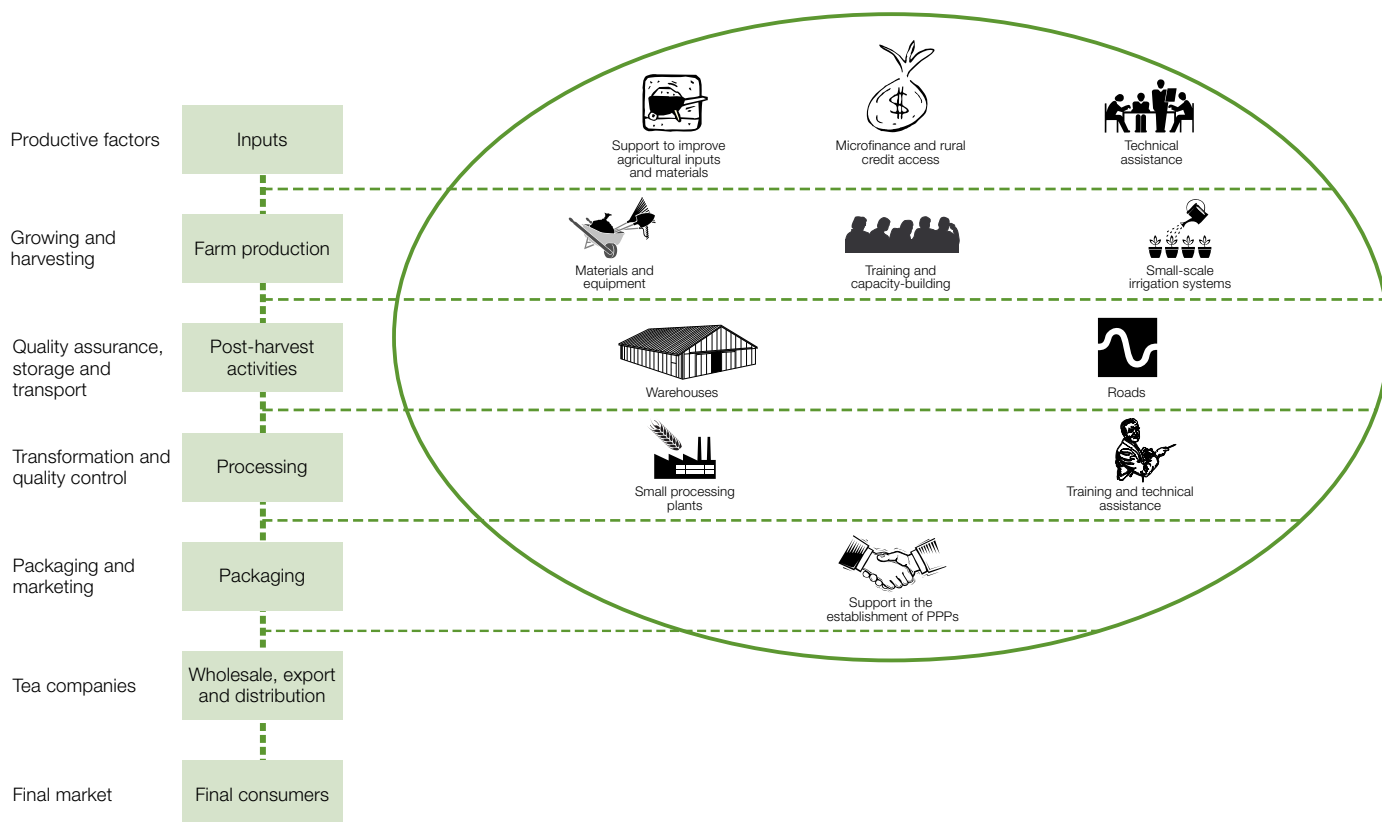 Productive factors
Inputs
Support to improve
agricultural inputs
and materials
Microfinance and rural
credit access
Technical
assistance
Growing and
harvesting
Farm production
Materials and
equipment
Training and
capacity-building
Small-scale
irrigation systems
Quality assurance,
storage and
transport
Post-harvest
activities
Warehouses
Roads
Transformation and
quality control
Processing
Small processing
plants
Training and technical
assistance
Packaging and
marketing
Packaging
Support in the
establishment of PPPs
Tea companies
Wholesale, export
and distribution
Final market
Final consumers